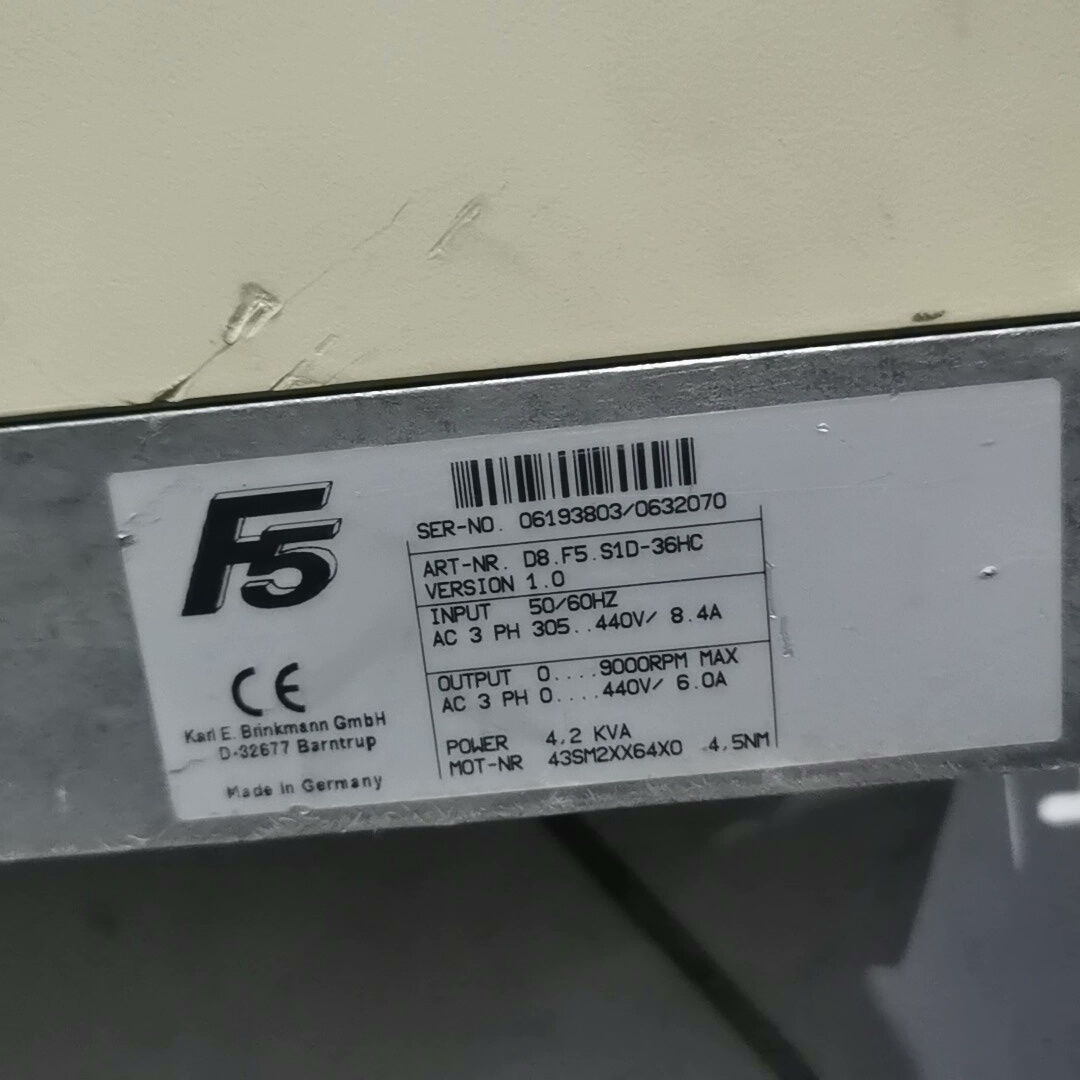 F5
SER-NO. 06193803/0632070
ART-NR. D8.F5.S1D-36HC
VERSION 1.0
INPUT 50/60HZ
AC 3 PH 305..440V/ 8.4A
OUTPUT 0....9000RPM MAX
AC 3 PH 0....440V/ 6.0A
POWER 4,2 KVA
MOT-NR 43SM2XX64X0 4,5NM
CE
Karl E. Brinkmann GmbH
D-32677 Barntrup
Made in Germany